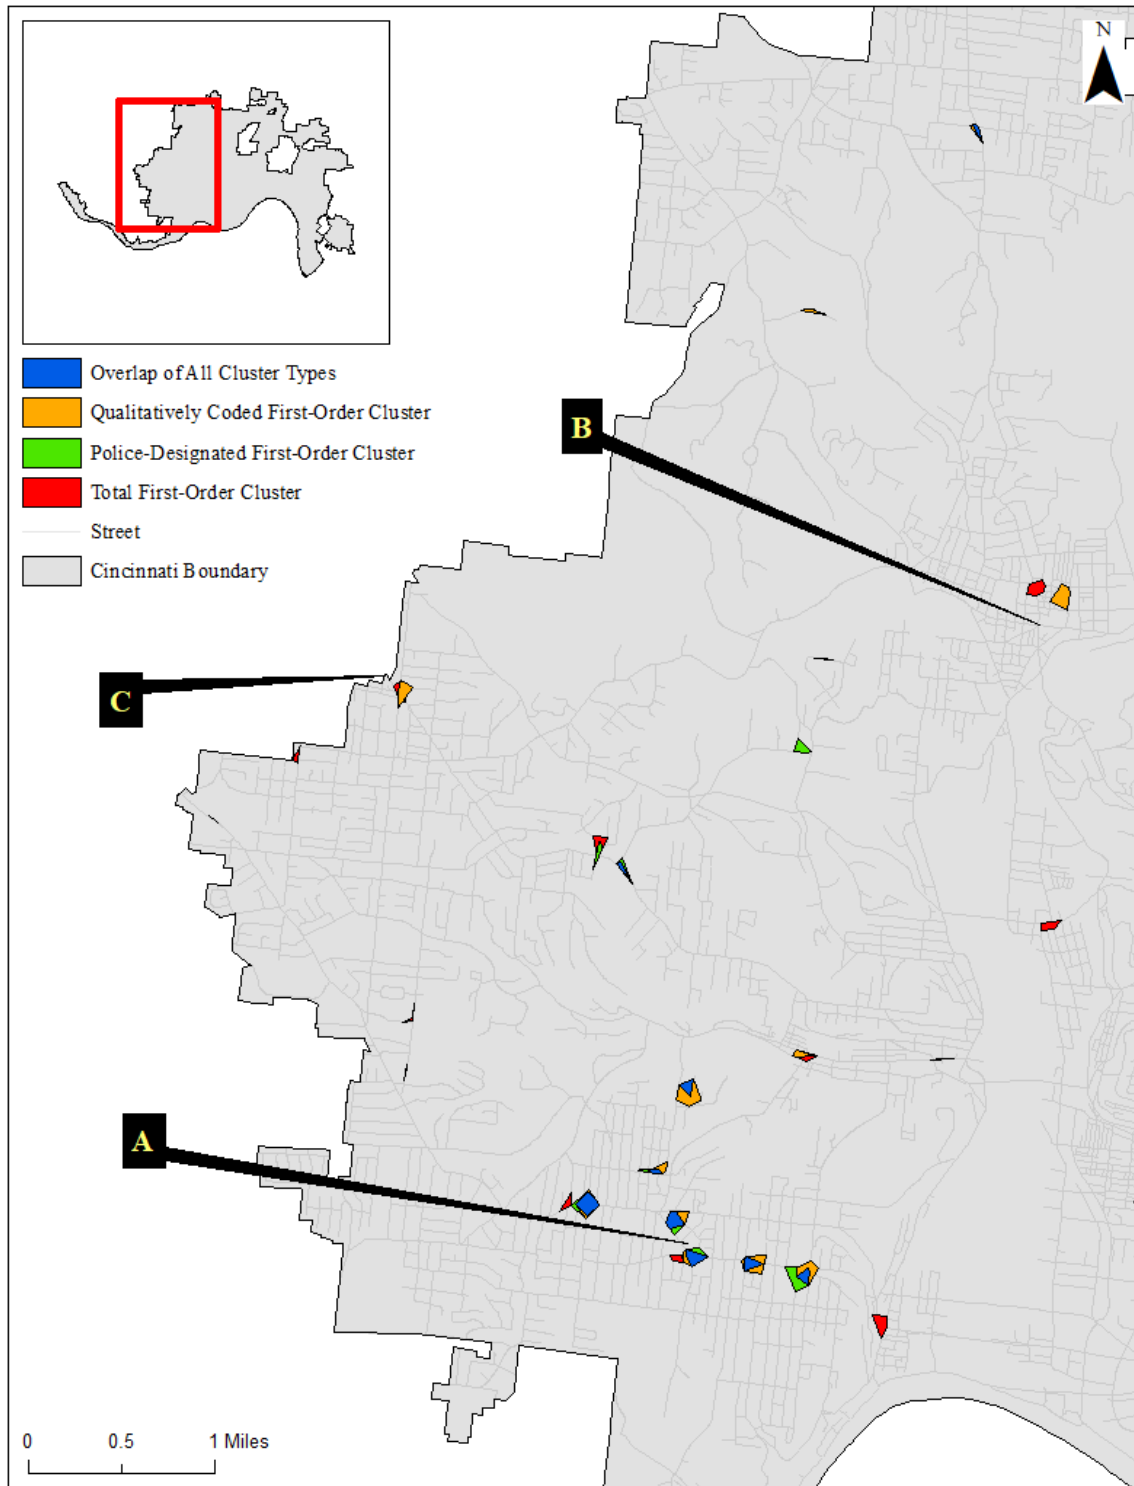 N
Overlap of All Cluster Types
Qualitatively Coded First-Order Cluster
Police-Designated First-Order Cluster
Total First-Order Cluster
Street
Cincinnati Boundary
B
C
A
0 0.5 1 Miles